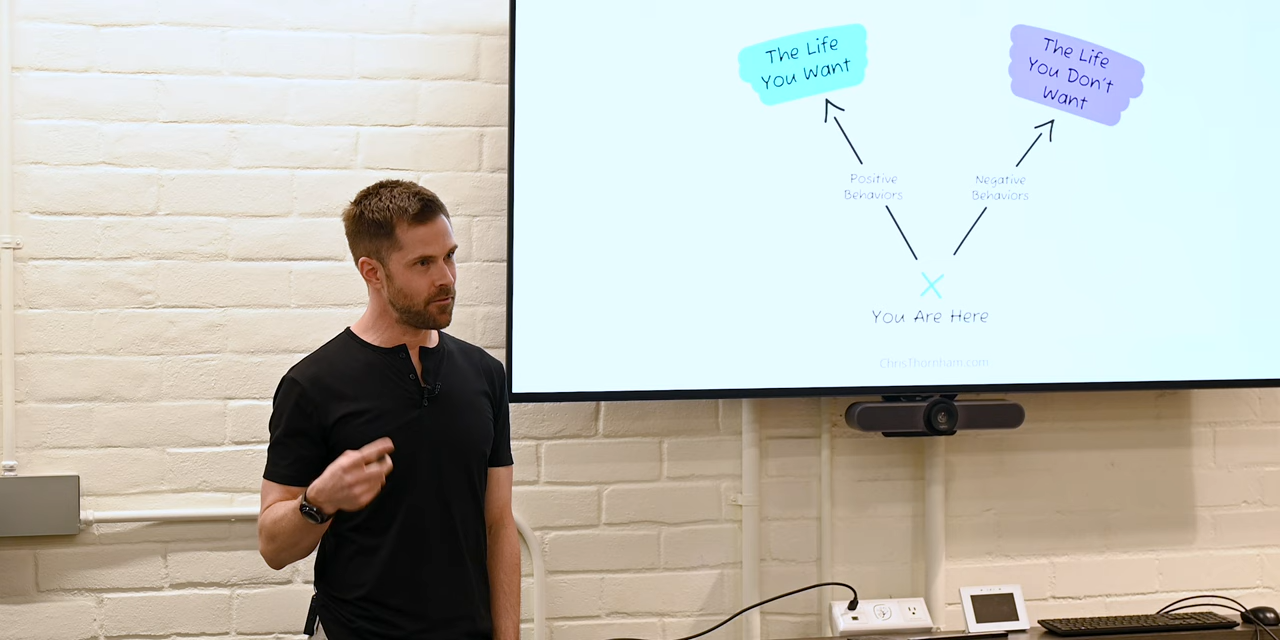 The Life
You Want
The Life
You Don't
Want
Positive
Behaviors
Negative
Behaviors
You Are Here
ChrisThornham.com